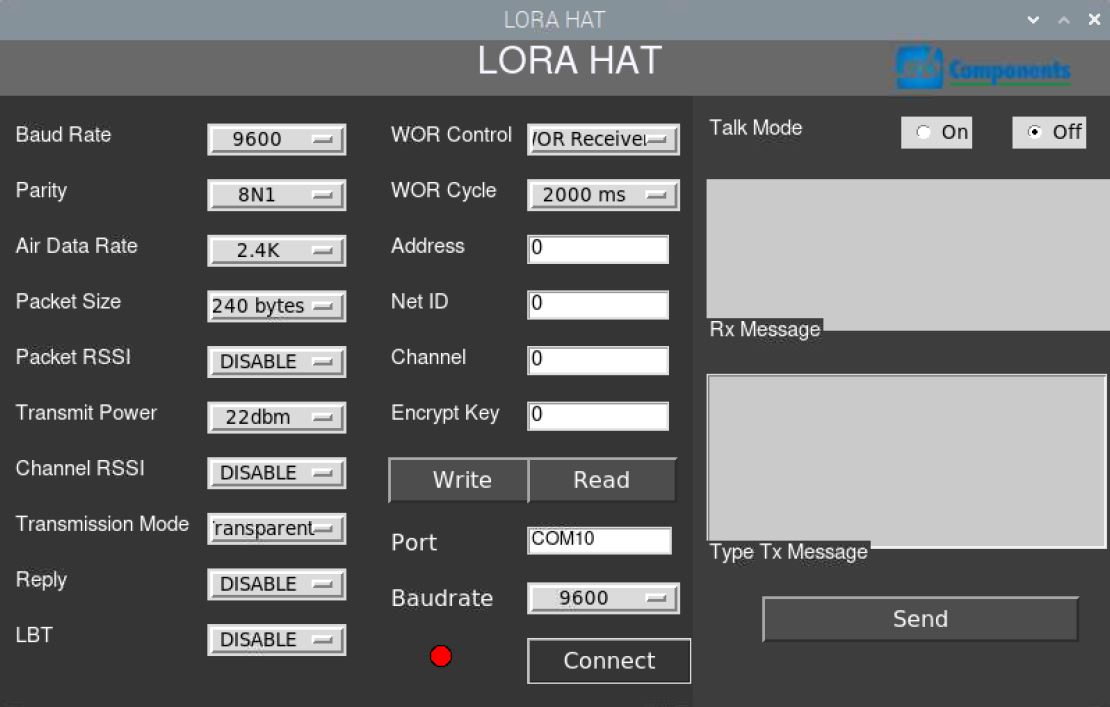 LORA HAT
LORA HAT
Components
Baud Rate
9600
Parity
8N1
Air Data Rate
2.4K
Packet Size
240 bytes
Packet RSSI
DISABLE
Transmit Power
22dbm
Channel RSSI
DISABLE
Transmission Mode
ransparent
Reply
DISABLE
LBT
DISABLE
WOR Control
OR Receive
WOR Cycle
2000 ms
Address
0
Net ID
0
Channel
0
Encrypt Key
0
Write
Read
Port
COM10
Baudrate
9600
Connect
Talk Mode
On
Off
Rx Message
Type Tx Message
Send